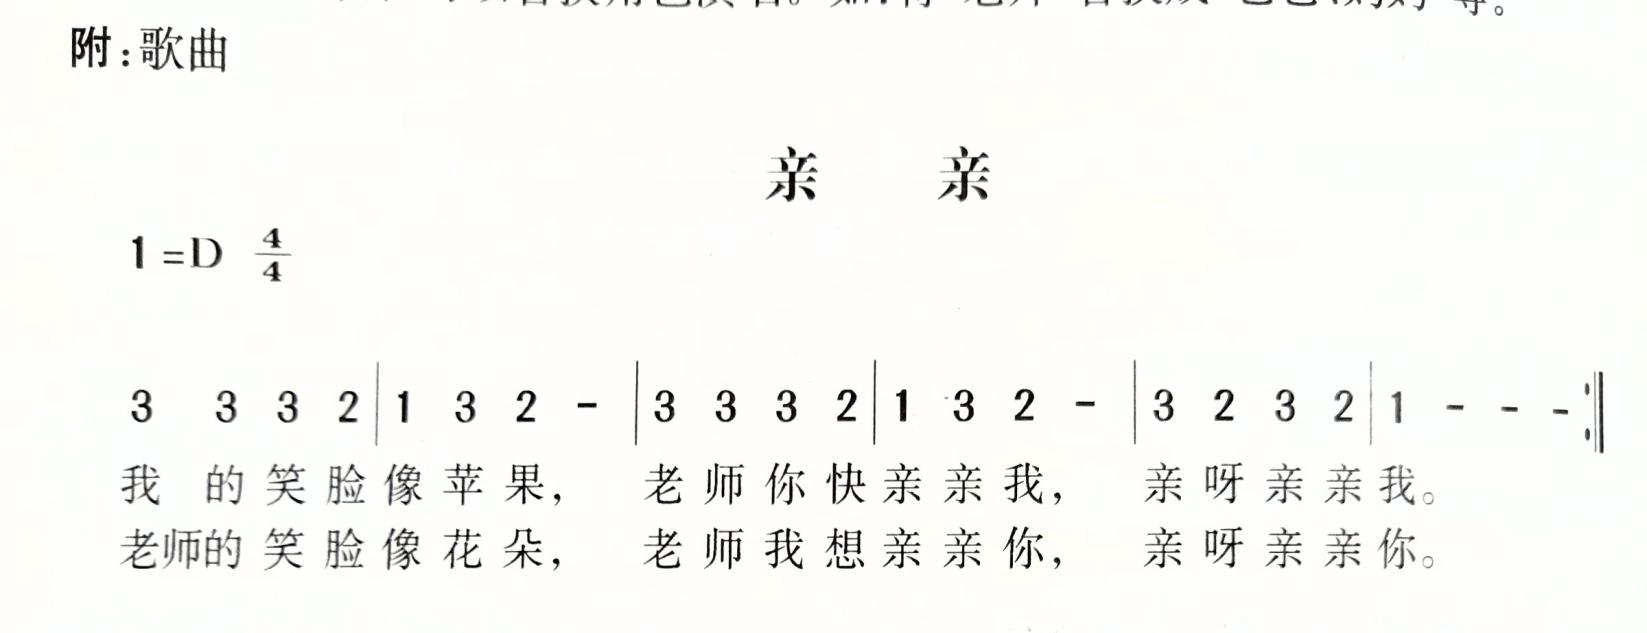 附:歌曲
亲 亲
1=D 4/4
3 3 3 2 | 1 3 2 - | 3 3 3 2 | 1 3 2 - | 3 2 3 2 | 1 - - - :‖
我 的 笑 脸 像 苹 果, 老 师 你 快 亲 亲 我, 亲 呀 亲 亲 我。
老师的 笑 脸 像 花 朵, 老 师 我 想 亲 亲 你, 亲 呀 亲 亲 你。